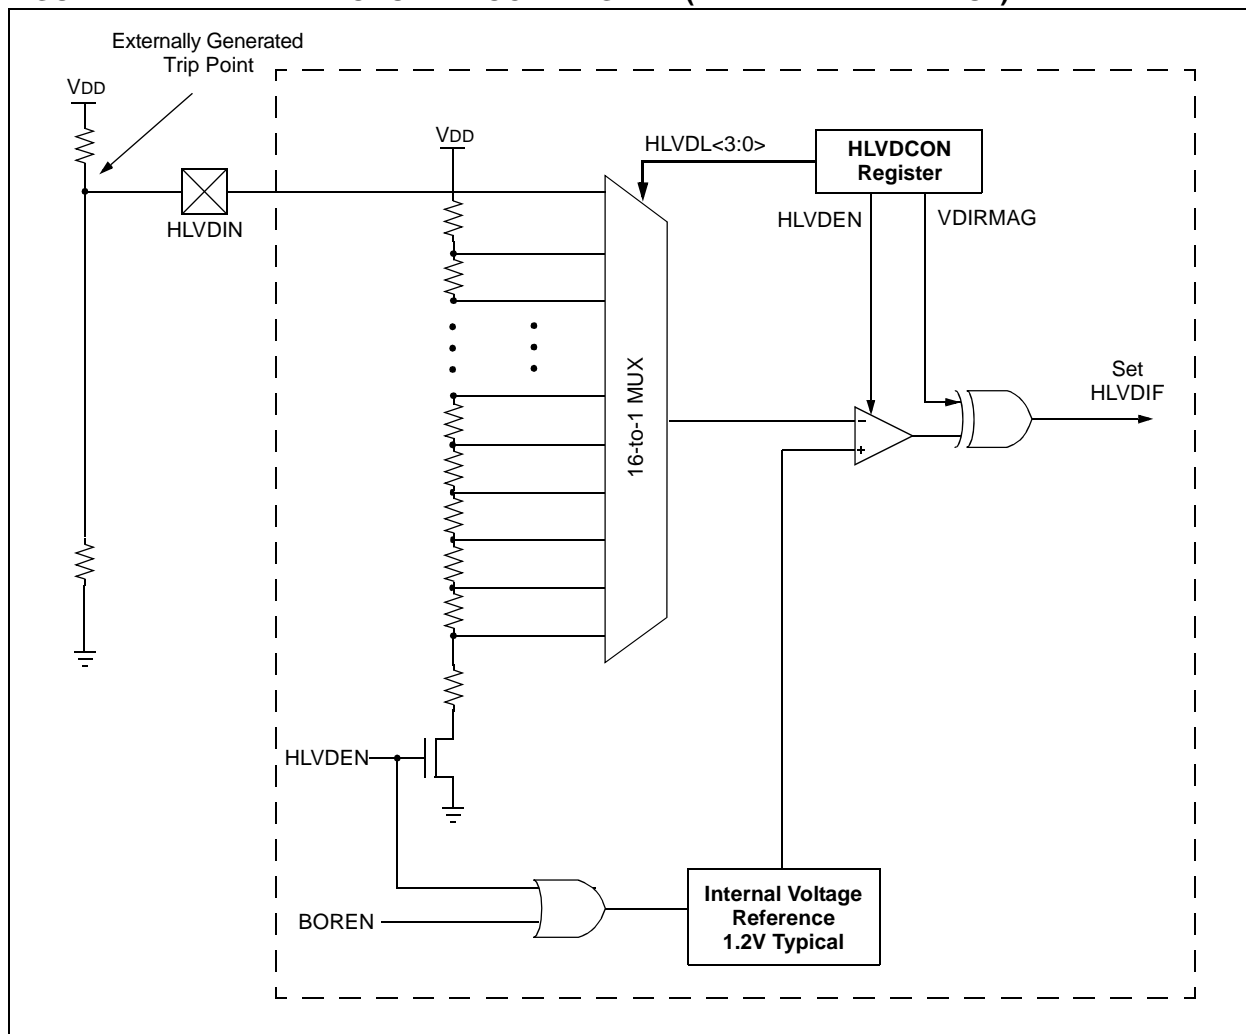 Externally Generated
Trip Point
VDD
VDD
HLVDIN
HLVDL<3:0>
HLVDCON
Register
HLVDEN
VDIRMAG
16-to-1 MUX
–
+
Set
HLVDIF
HLVDEN
BOREN
Internal Voltage
Reference
1.2V Typical